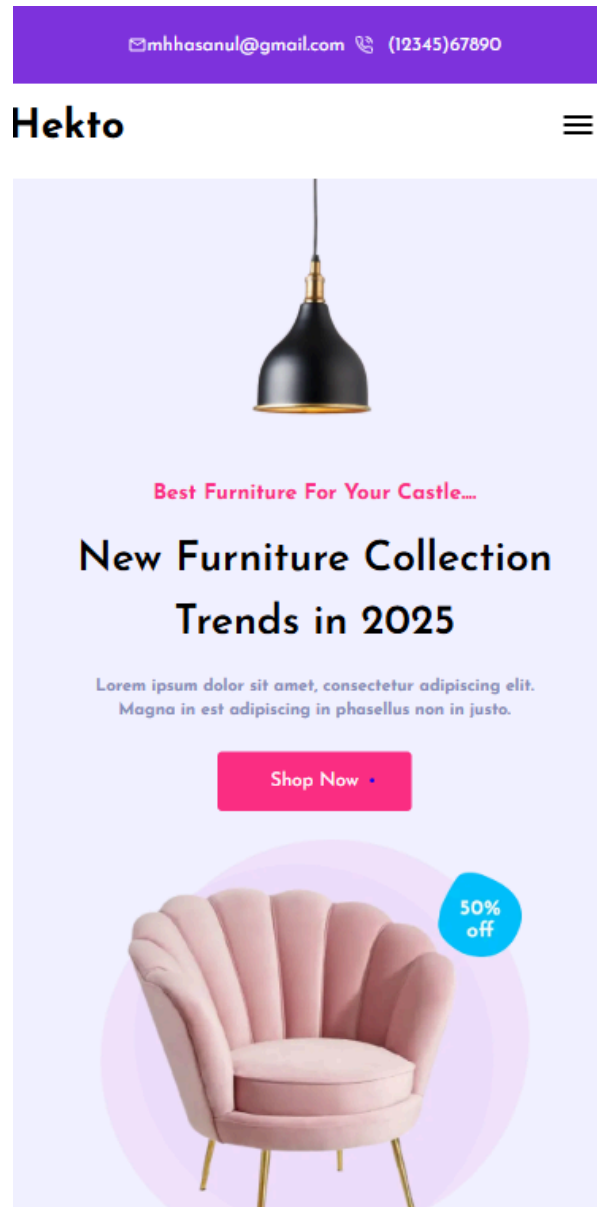 mhhasanul@gmail.com (12345)67890
Hekto
Best Furniture For Your Castle....
New Furniture Collection
Trends in 2025
Lorem ipsum dolor sit amet, consectetur adipiscing elit.
Magna in est adipiscing in phasellus non in justo.
Shop Now
50%
off